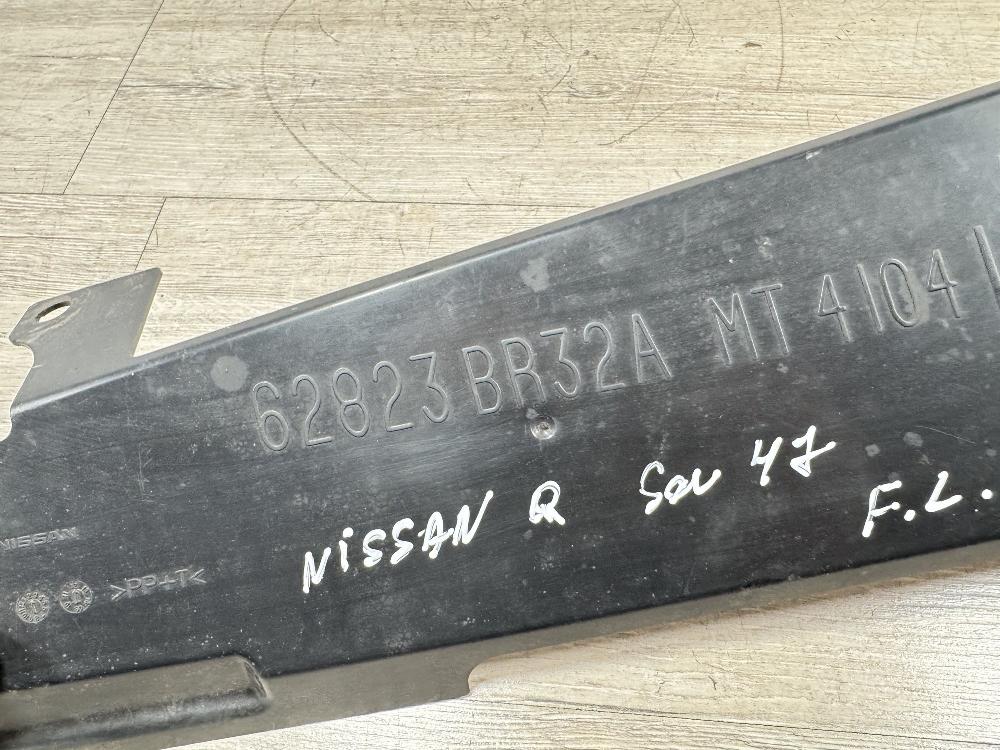 62823 BR32A MT 4104
NISSAN Q Sev 47
F.L.
NISSAN
>PP+T<